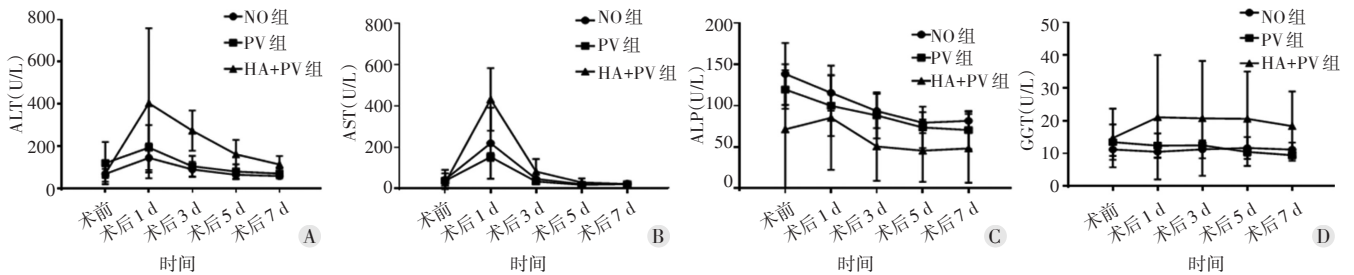 ALT(U/L)
800
600
400
200
0
NO组
PV组
HA+PV组
术前
术后1 d
术后3 d
术后5 d
术后7 d
时间
A
AST(U/L)
800
600
400
200
0
NO组
PV组
HA+PV组
术前
术后1 d
术后3 d
术后5 d
术后7 d
时间
B
ALP(U/L)
200
150
100
50
0
NO组
PV组
HA+PV组
术前
术后1 d
术后3 d
术后5 d
术后7 d
时间
C
GGT(U/L)
50
40
30
20
10
0
NO组
PV组
HA+PV组
术前
术后1 d
术后3 d
术后5 d
术后7 d
时间
D